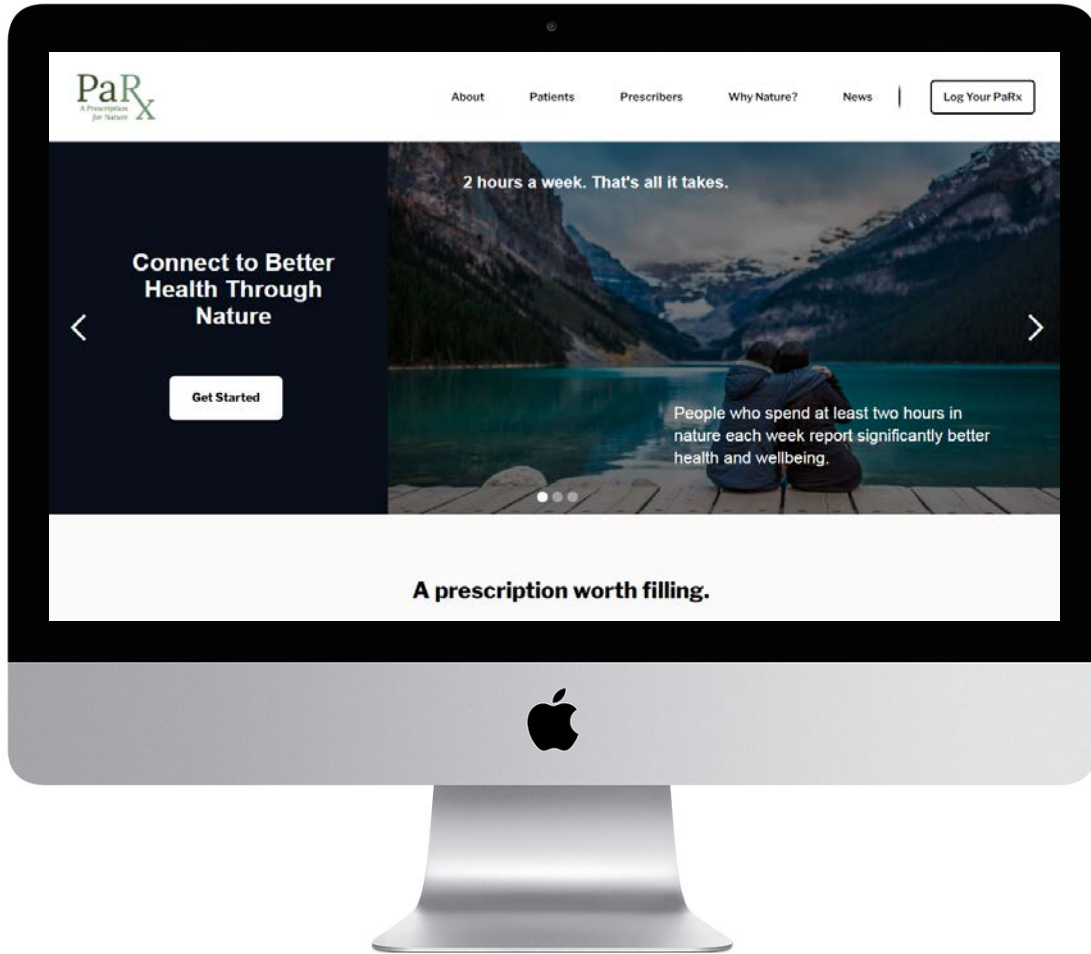 PaRx
A Prescription
for Nature
About Patients Prescribers Why Nature? News | Log Your PaRx
2 hours a week. That's all it takes.
Connect to Better
Health Through
Nature
Get Started
People who spend at least two hours in
nature each week report significantly better
health and wellbeing.
A prescription worth filling.